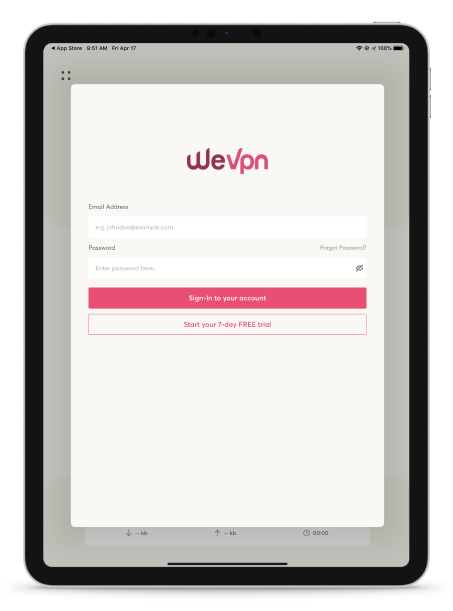 ◀ App Store 9:51 AM Fri Apr 17 100%
WeVpn
Email Address
e.g. johndoe@example.com
Password Forgot Password?
Enter password here...
Sign-In to your account
Start your 7-day FREE trial
-- kb -- kb 00:00